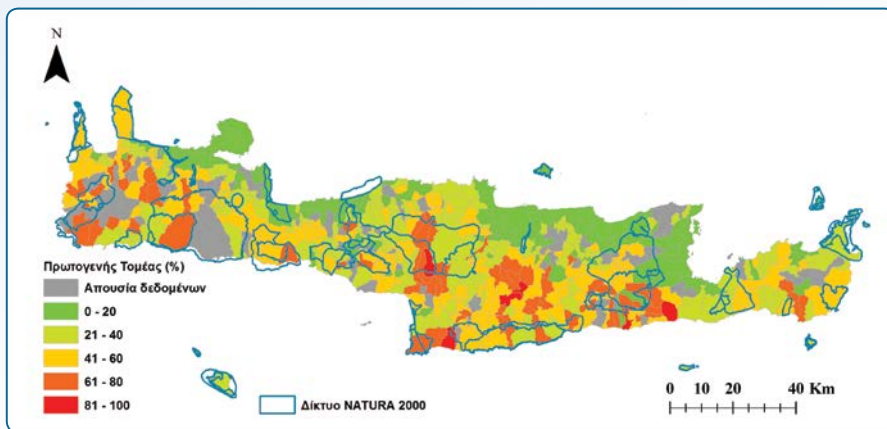 N
Πρωτογενής Τομέας (%)
Απουσία δεδομένων
0 - 20
21 - 40
41 - 60
61 - 80
81 - 100
Δίκτυο NATURA 2000
0 10 20 40 Km